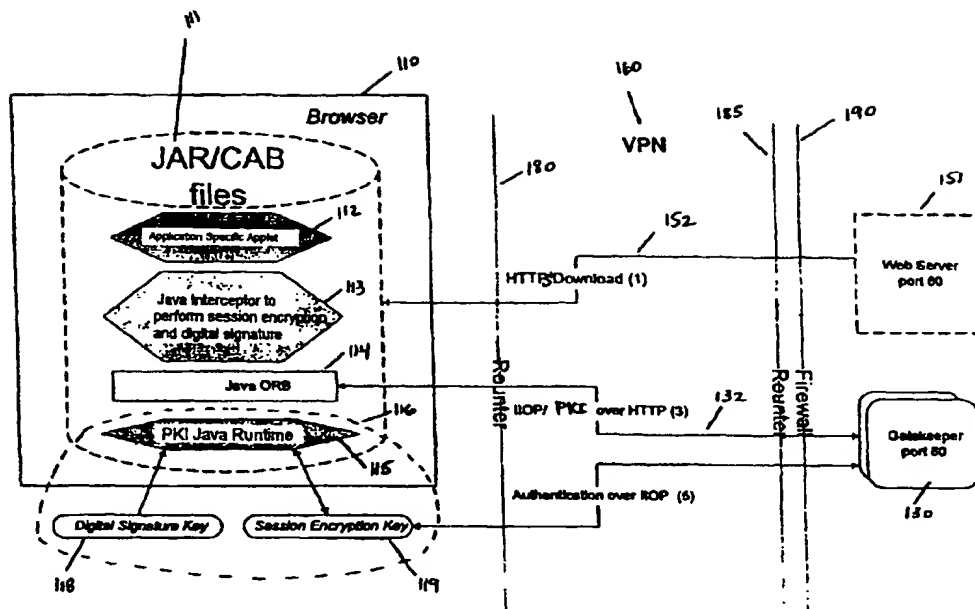 111
110
Browser
JAR/CAB
files
112
Application Specific Applet
113
Java Interceptor to
perform session encryption
and digital signature
114
Java ORB
116
PKI Java Runtime
115
Digital Signature Key
Session Encryption Key
118
119
160
VPN
180
185
190
151
152
HTTPS Download (1)
Web Server
port 80
Reunter
Reunter
Firewall
IIOP/ PKI over HTTP (3)
132
Gatekeeper
port 80
Authentication over IIOP (5)
130